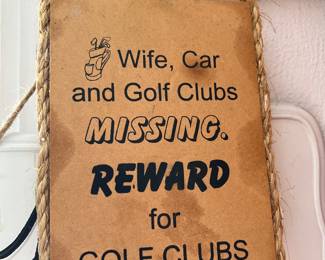 Wife, Car
and Golf Clubs
MISSING.
REWARD
for
GOLF CLUBS